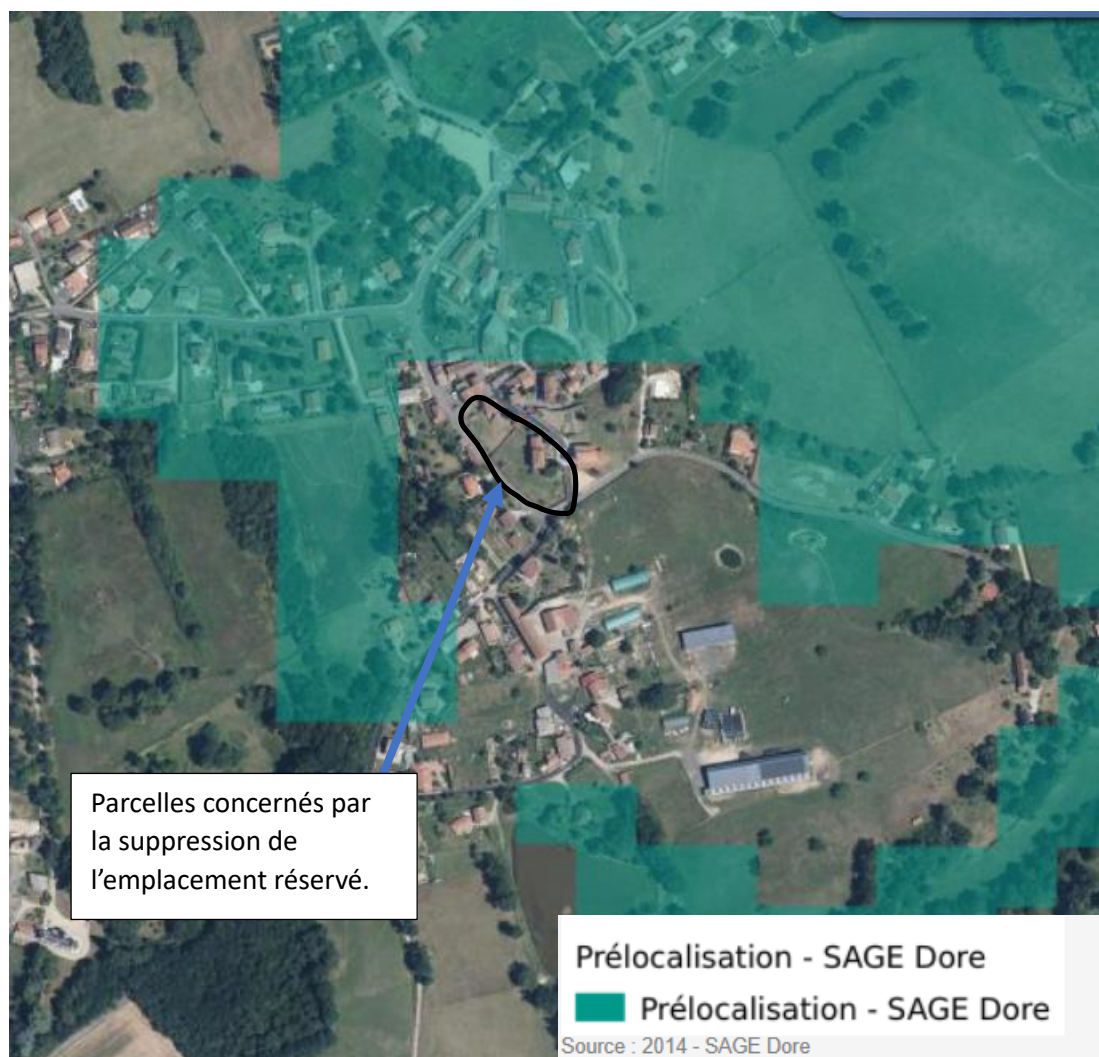 Parcelles concernés par
la suppression de
l’emplacement réservé.
Prélocalisation - SAGE Dore
Prélocalisation - SAGE Dore
Source : 2014 - SAGE Dore